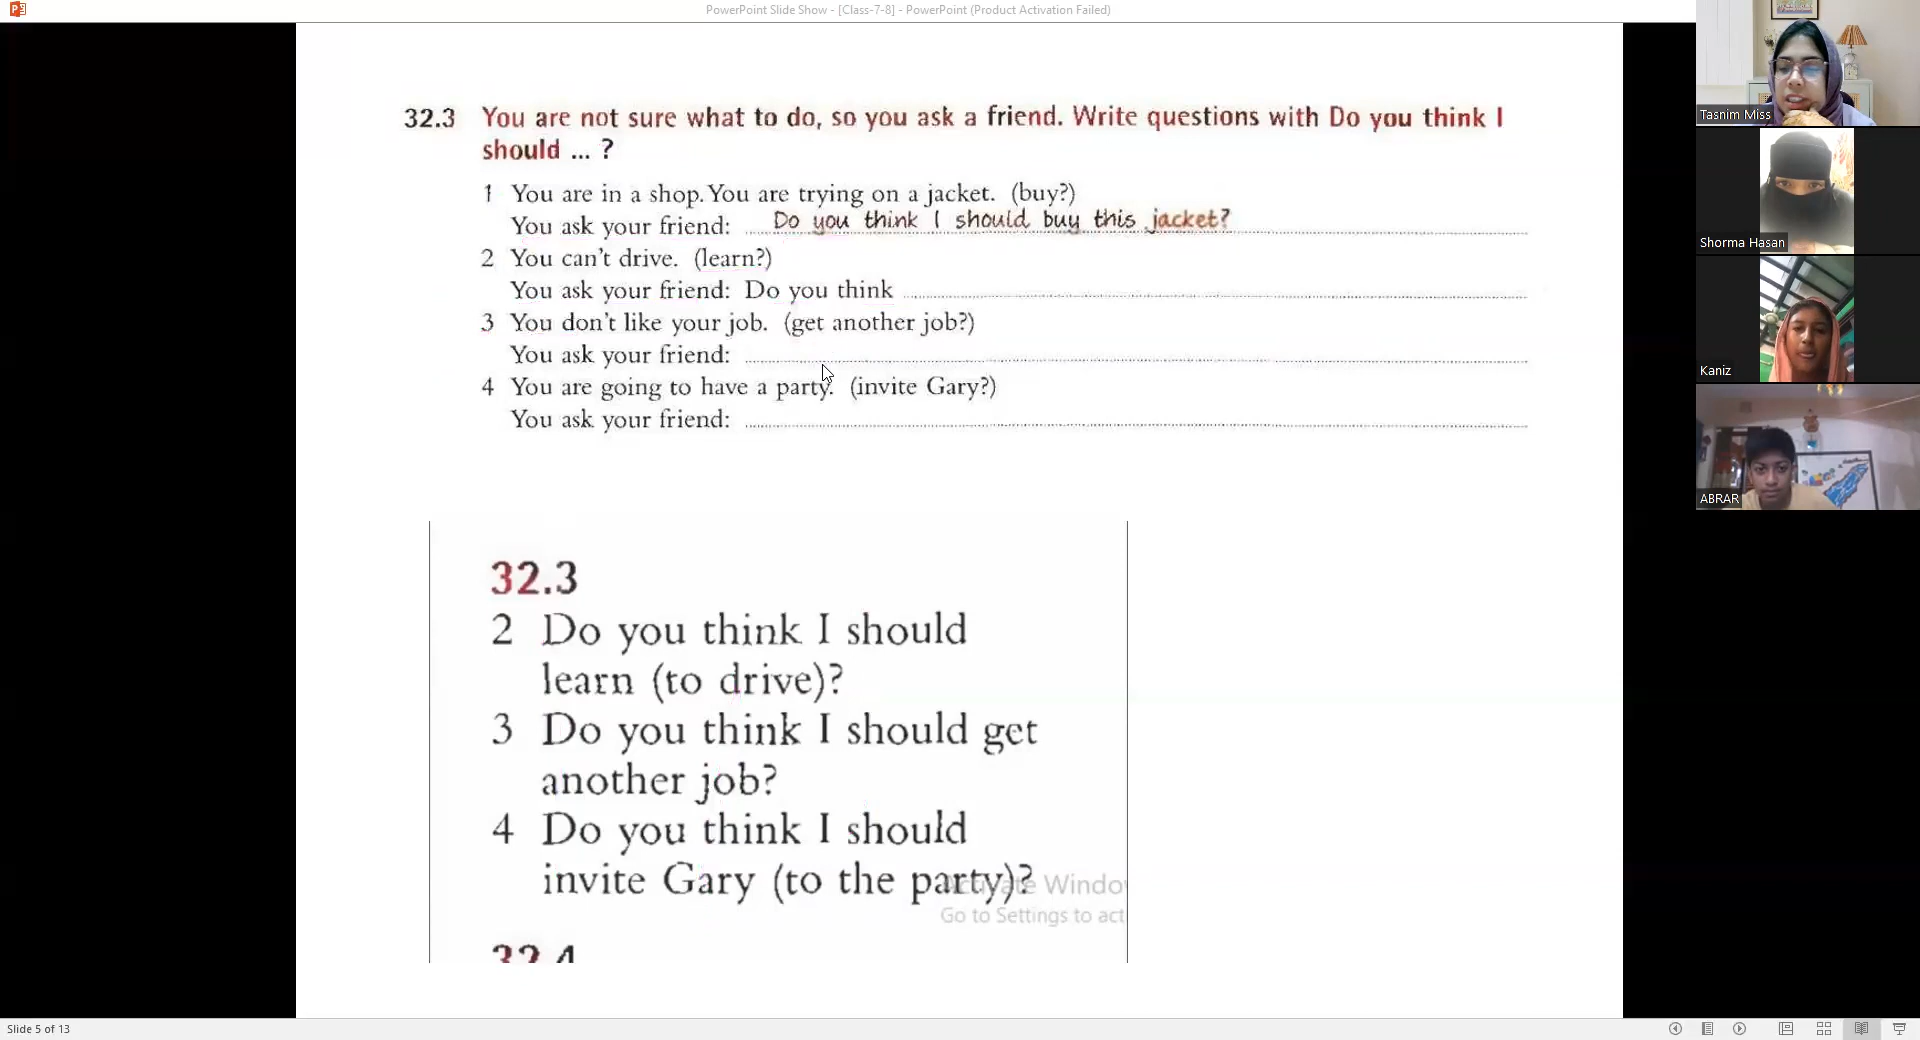 PowerPoint Slide Show - [Class-7-8] - PowerPoint (Product Activation Failed)
32.3 You are not sure what to do, so you ask a friend. Write questions with Do you think I
should ... ?
1 You are in a shop. You are trying on a jacket. (buy?)
You ask your friend: Do you think I should buy this jacket?
2 You can't drive. (learn?)
You ask your friend: Do you think
3 You don't like your job. (get another job?)
You ask your friend:
4 You are going to have a party. (invite Gary?)
You ask your friend:
32.3
2 Do you think I should
learn (to drive)?
3 Do you think I should get
another job?
4 Do you think I should
invite Gary (to the party)?
Activate Windo
Go to Settings to act
32.4
Tasnim Miss
Shorma Hasan
Kaniz
ABRAR
Slide 5 of 13